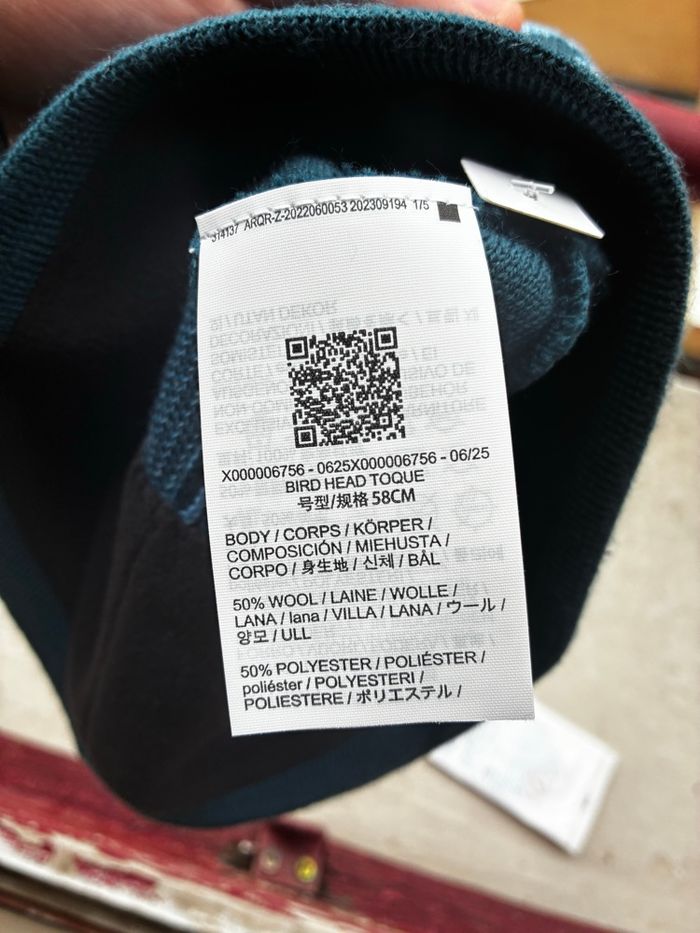 314137 ARQR-Z-2022060053 202309194 1/5
X000006756 - 0625X000006756 - 06/25
BIRD HEAD TOQUE
号型/规格 58CM
BODY / CORPS / KÖRPER /
COMPOSICIÓN / MIEHUSTA /
CORPO / 身生地 / 신체 / BÅL
50% WOOL / LAINE / WOLLE /
LANA / lana / VILLA / LANA / ウール /
양모 / ULL
50% POLYESTER / POLIÉSTER /
poliéster / POLYESTERI /
POLIESTERE / ポリエステル /